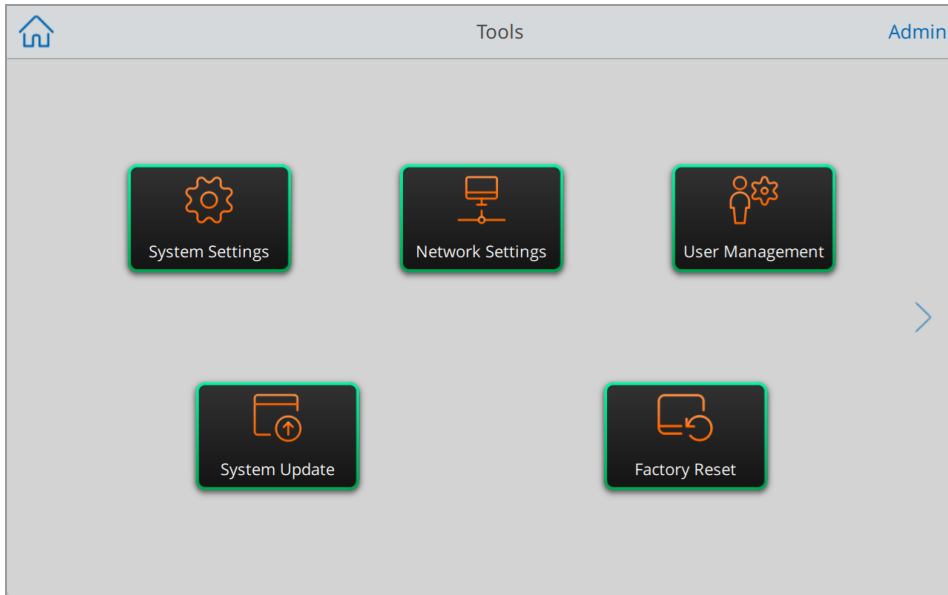 Tools
Admin
System Settings
Network Settings
User Management
System Update
Factory Reset